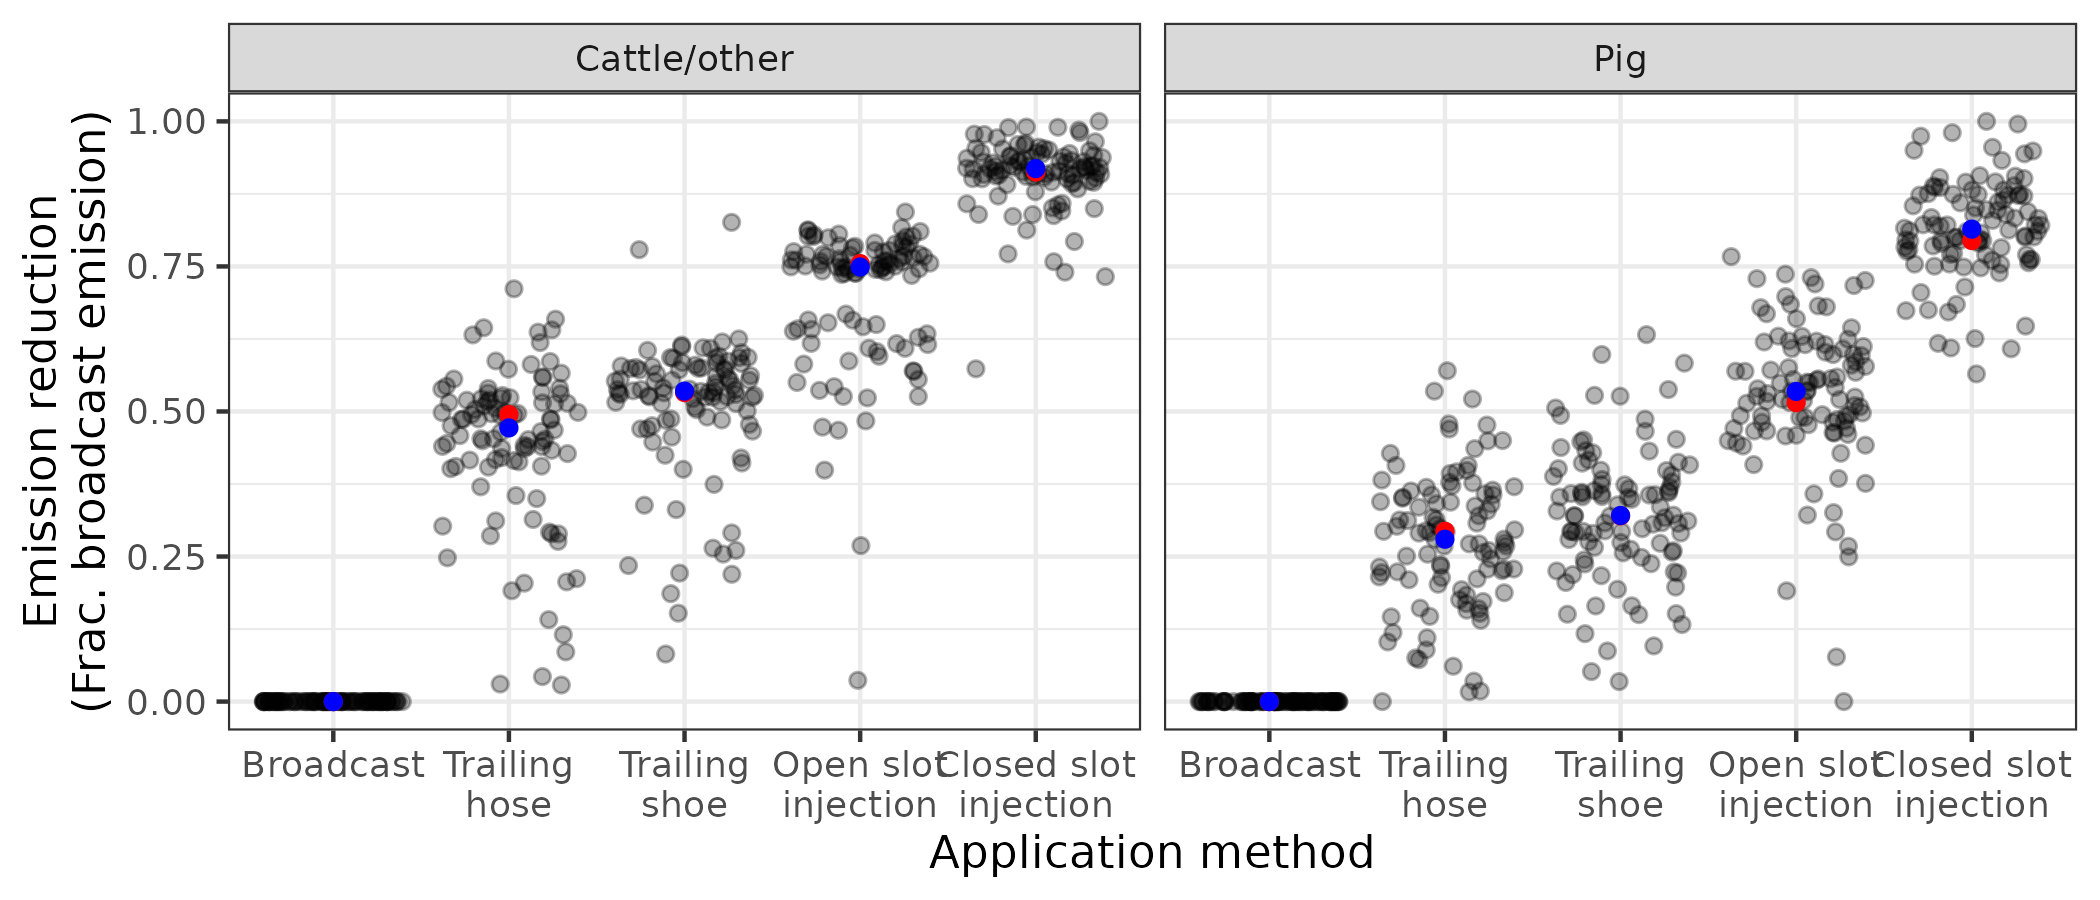 Cattle/other
Pig
Emission reduction
(Frac. broadcast emission)
1.00
0.75
0.50
0.25
0.00
Broadcast
Trailing
hose
Trailing
shoe
Open slot
injection
Closed slot
injection
Broadcast
Trailing
hose
Trailing
shoe
Open slot
injection
Closed slot
injection
Application method